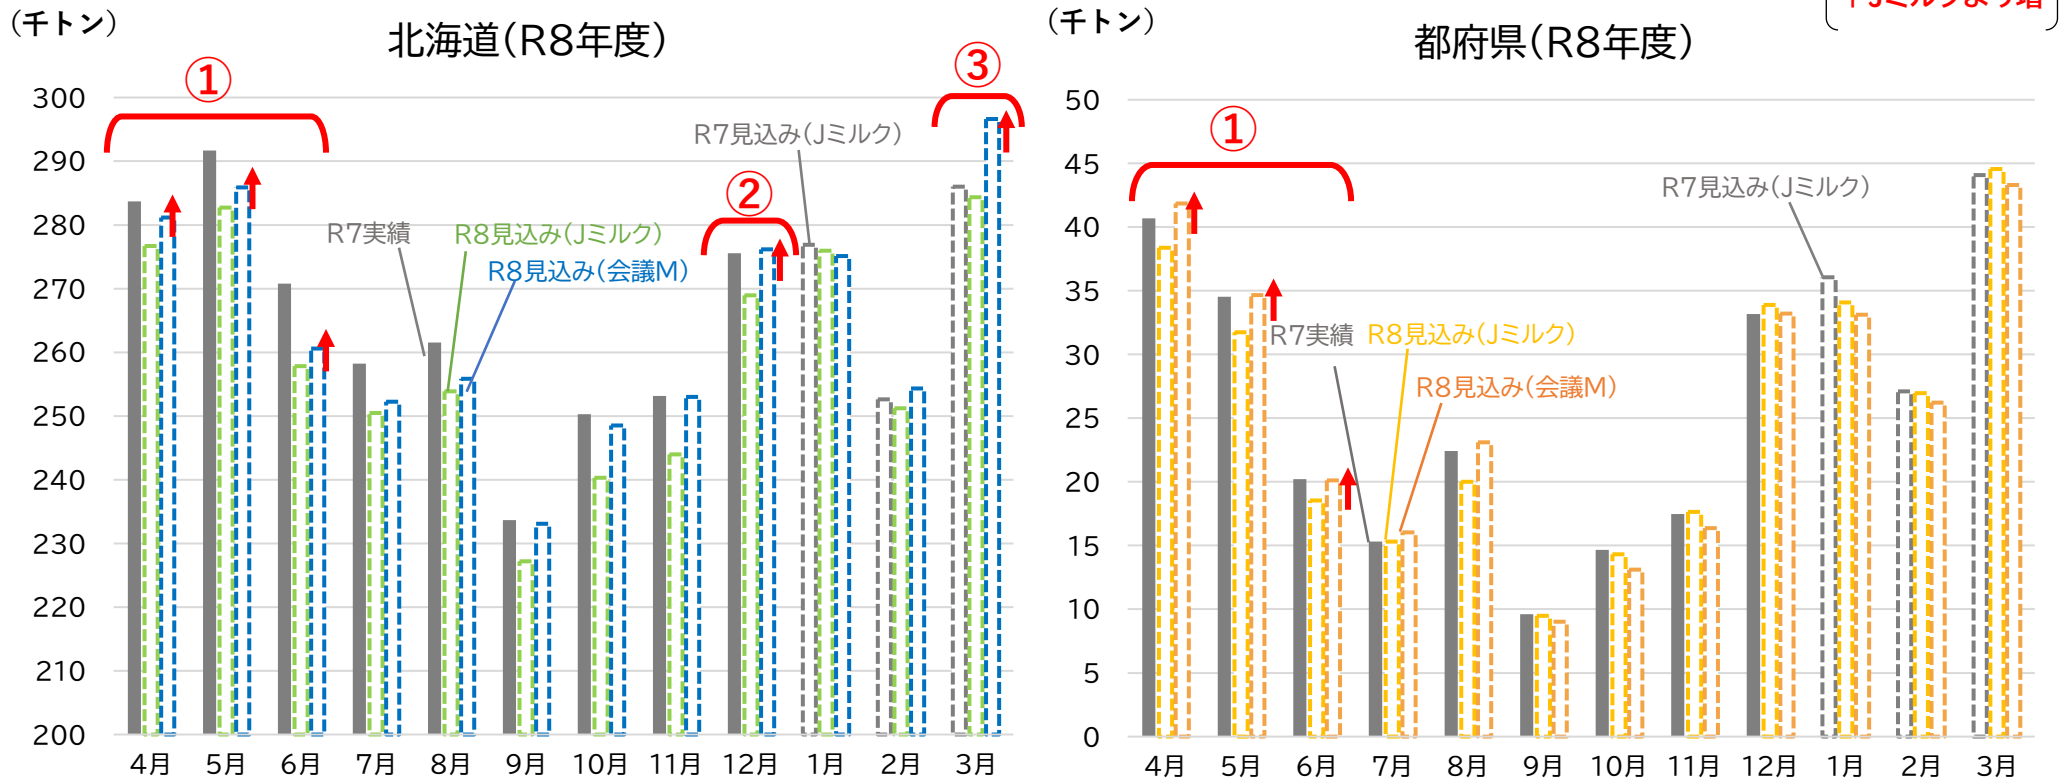 (千トン)
北海道(R8年度)
①
②
③
R7見込み(Jミルク)
R7実績
R8見込み(Jミルク)
R8見込み(会議M)
300
290
280
270
260
250
240
230
220
210
200
4月 5月 6月 7月 8月 9月 10月 11月 12月 1月 2月 3月
(千トン)
都府県(R8年度)
①
R7見込み(Jミルク)
R7実績
R8見込み(Jミルク)
R8見込み(会議M)
50
45
40
35
30
25
20
15
10
5
0
4月 5月 6月 7月 8月 9月 10月 11月 12月 1月 2月 3月